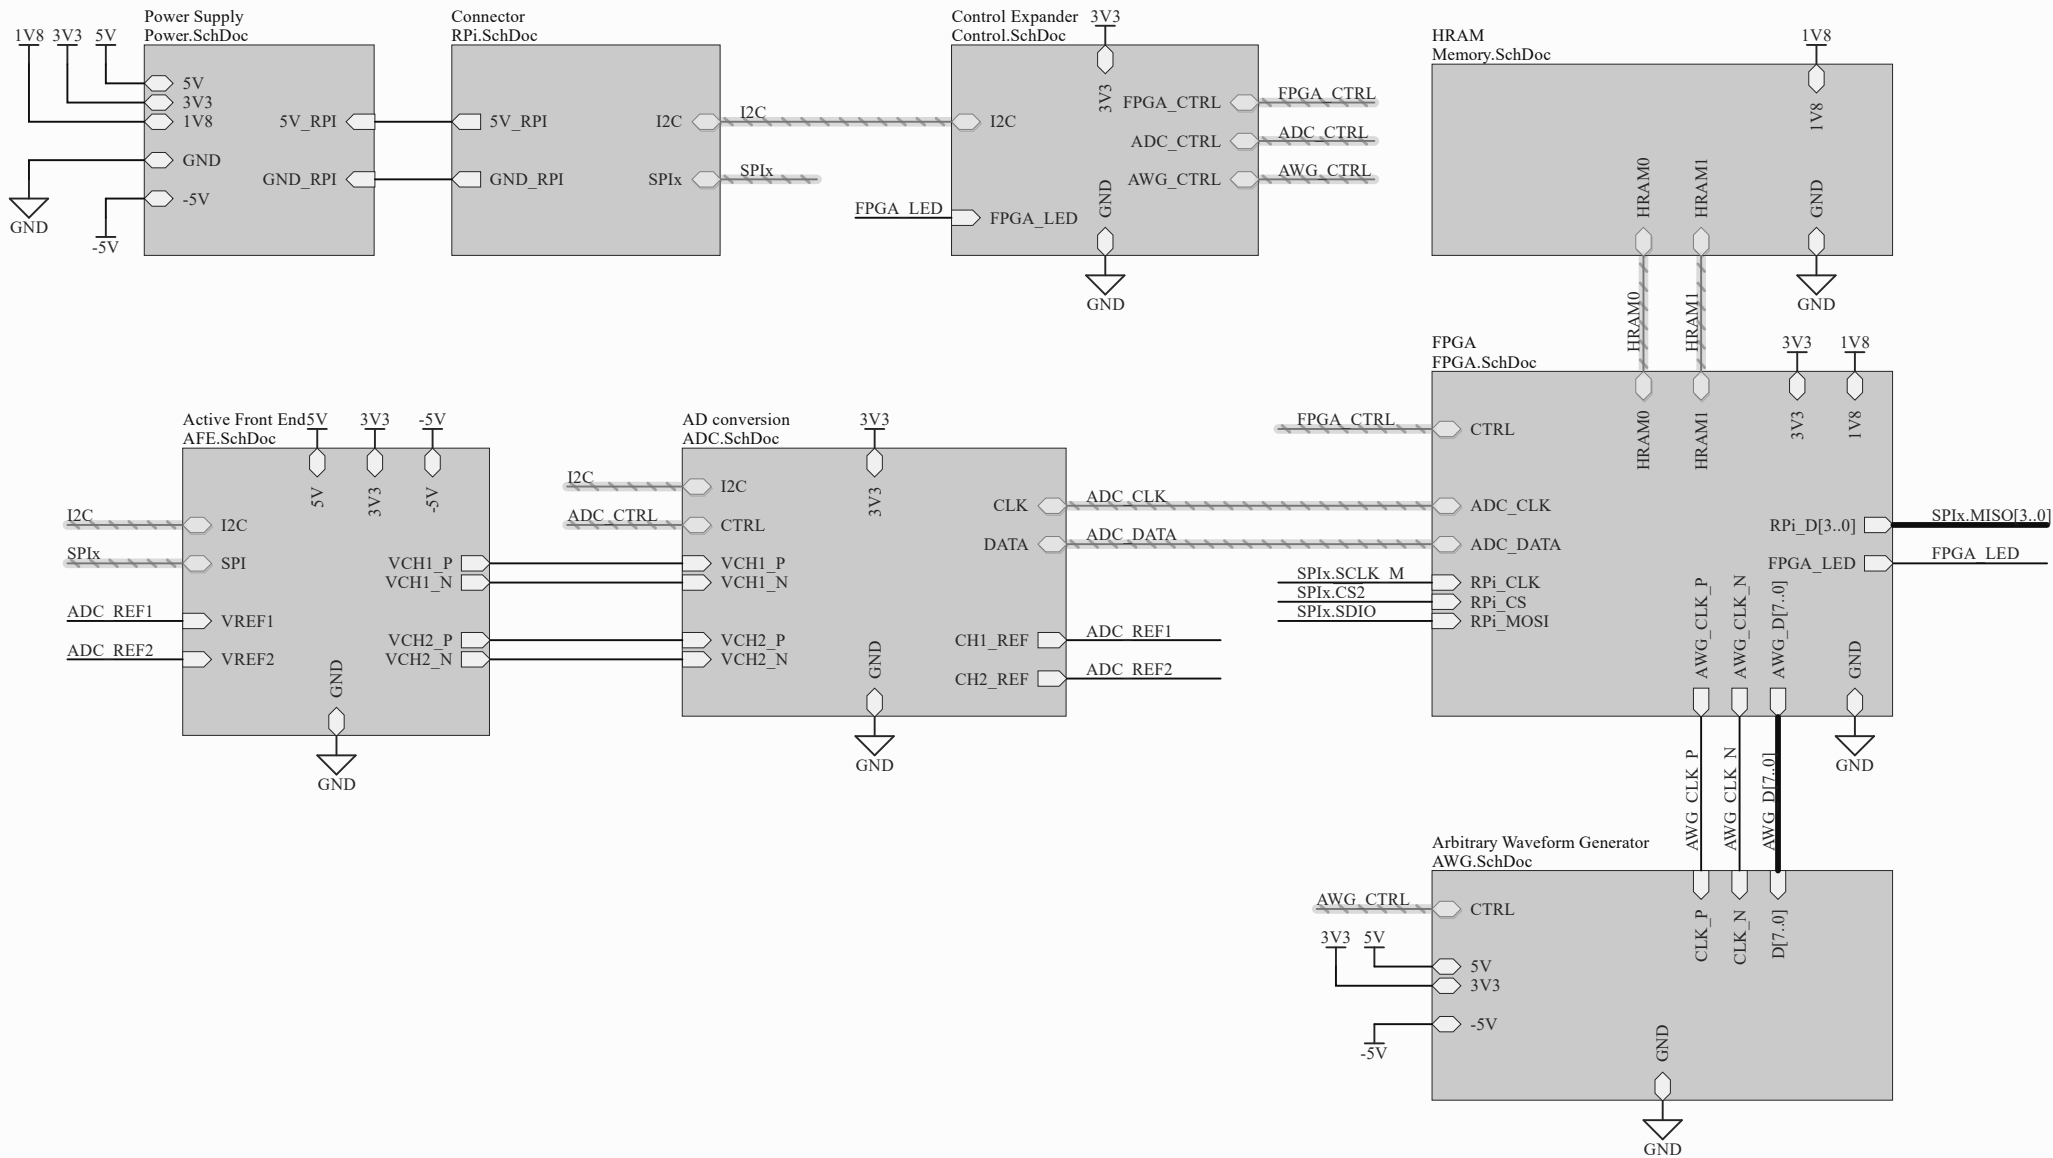 Power Supply
Power.SchDoc
1V8 3V3 5V
5V
3V3
1V8
GND
-5V
5V_RPI
GND_RPI
GND
-5V
Connector
RPi.SchDoc
5V_RPI
GND_RPI
I2C
SPIx
I2C
SPIx
Control Expander
Control.SchDoc
3V3
3V3
I2C
FPGA_LED
FPGA_LED
FPGA_CTRL
ADC_CTRL
AWG_CTRL
GND
GND
FPGA_CTRL
ADC_CTRL
AWG_CTRL
HRAM
Memory.SchDoc
1V8
1V8
HRAM0
HRAM1
GND
GND
HRAM0
HRAM1
Active Front End
AFE.SchDoc
5V 3V3 -5V
5V
3V3
-5V
I2C
SPIx
ADC_REF1
ADC_REF2
I2C
SPI
VREF1
VREF2
VCH1_P
VCH1_N
VCH2_P
VCH2_N
GND
GND
AD conversion
ADC.SchDoc
3V3
3V3
I2C
ADC_CTRL
I2C
CTRL
VCH1_P
VCH1_N
VCH2_P
VCH2_N
CLK
DATA
CH1_REF
CH2_REF
GND
GND
ADC_CLK
ADC_DATA
ADC_REF1
ADC_REF2
FPGA
FPGA.SchDoc
3V3 1V8
HRAM0
HRAM1
3V3
1V8
FPGA_CTRL
SPIx.SCLK_M
SPIx.CS2
SPIx.SDIO
CTRL
ADC_CLK
ADC_DATA
RPi_CLK
RPi_CS
RPi_MOSI
RPi_D[3..0]
FPGA_LED
SPIx.MISO[3..0]
FPGA_LED
AWG_CLK_P
AWG_CLK_N
AWG_D[7..0]
GND
GND
AWG_CLK_P
AWG_CLK_N
AWG_D[7..0]
Arbitrary Waveform Generator
AWG.SchDoc
AWG_CTRL
3V3 5V
-5V
CTRL
5V
3V3
-5V
CLK_P
CLK_N
D[7..0]
GND
GND